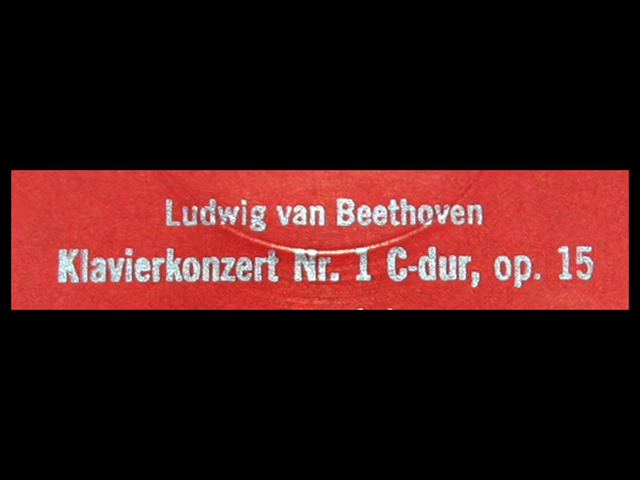 Ludwig van Beethoven
Klavierkonzert Nr. 1 C-dur, op. 15